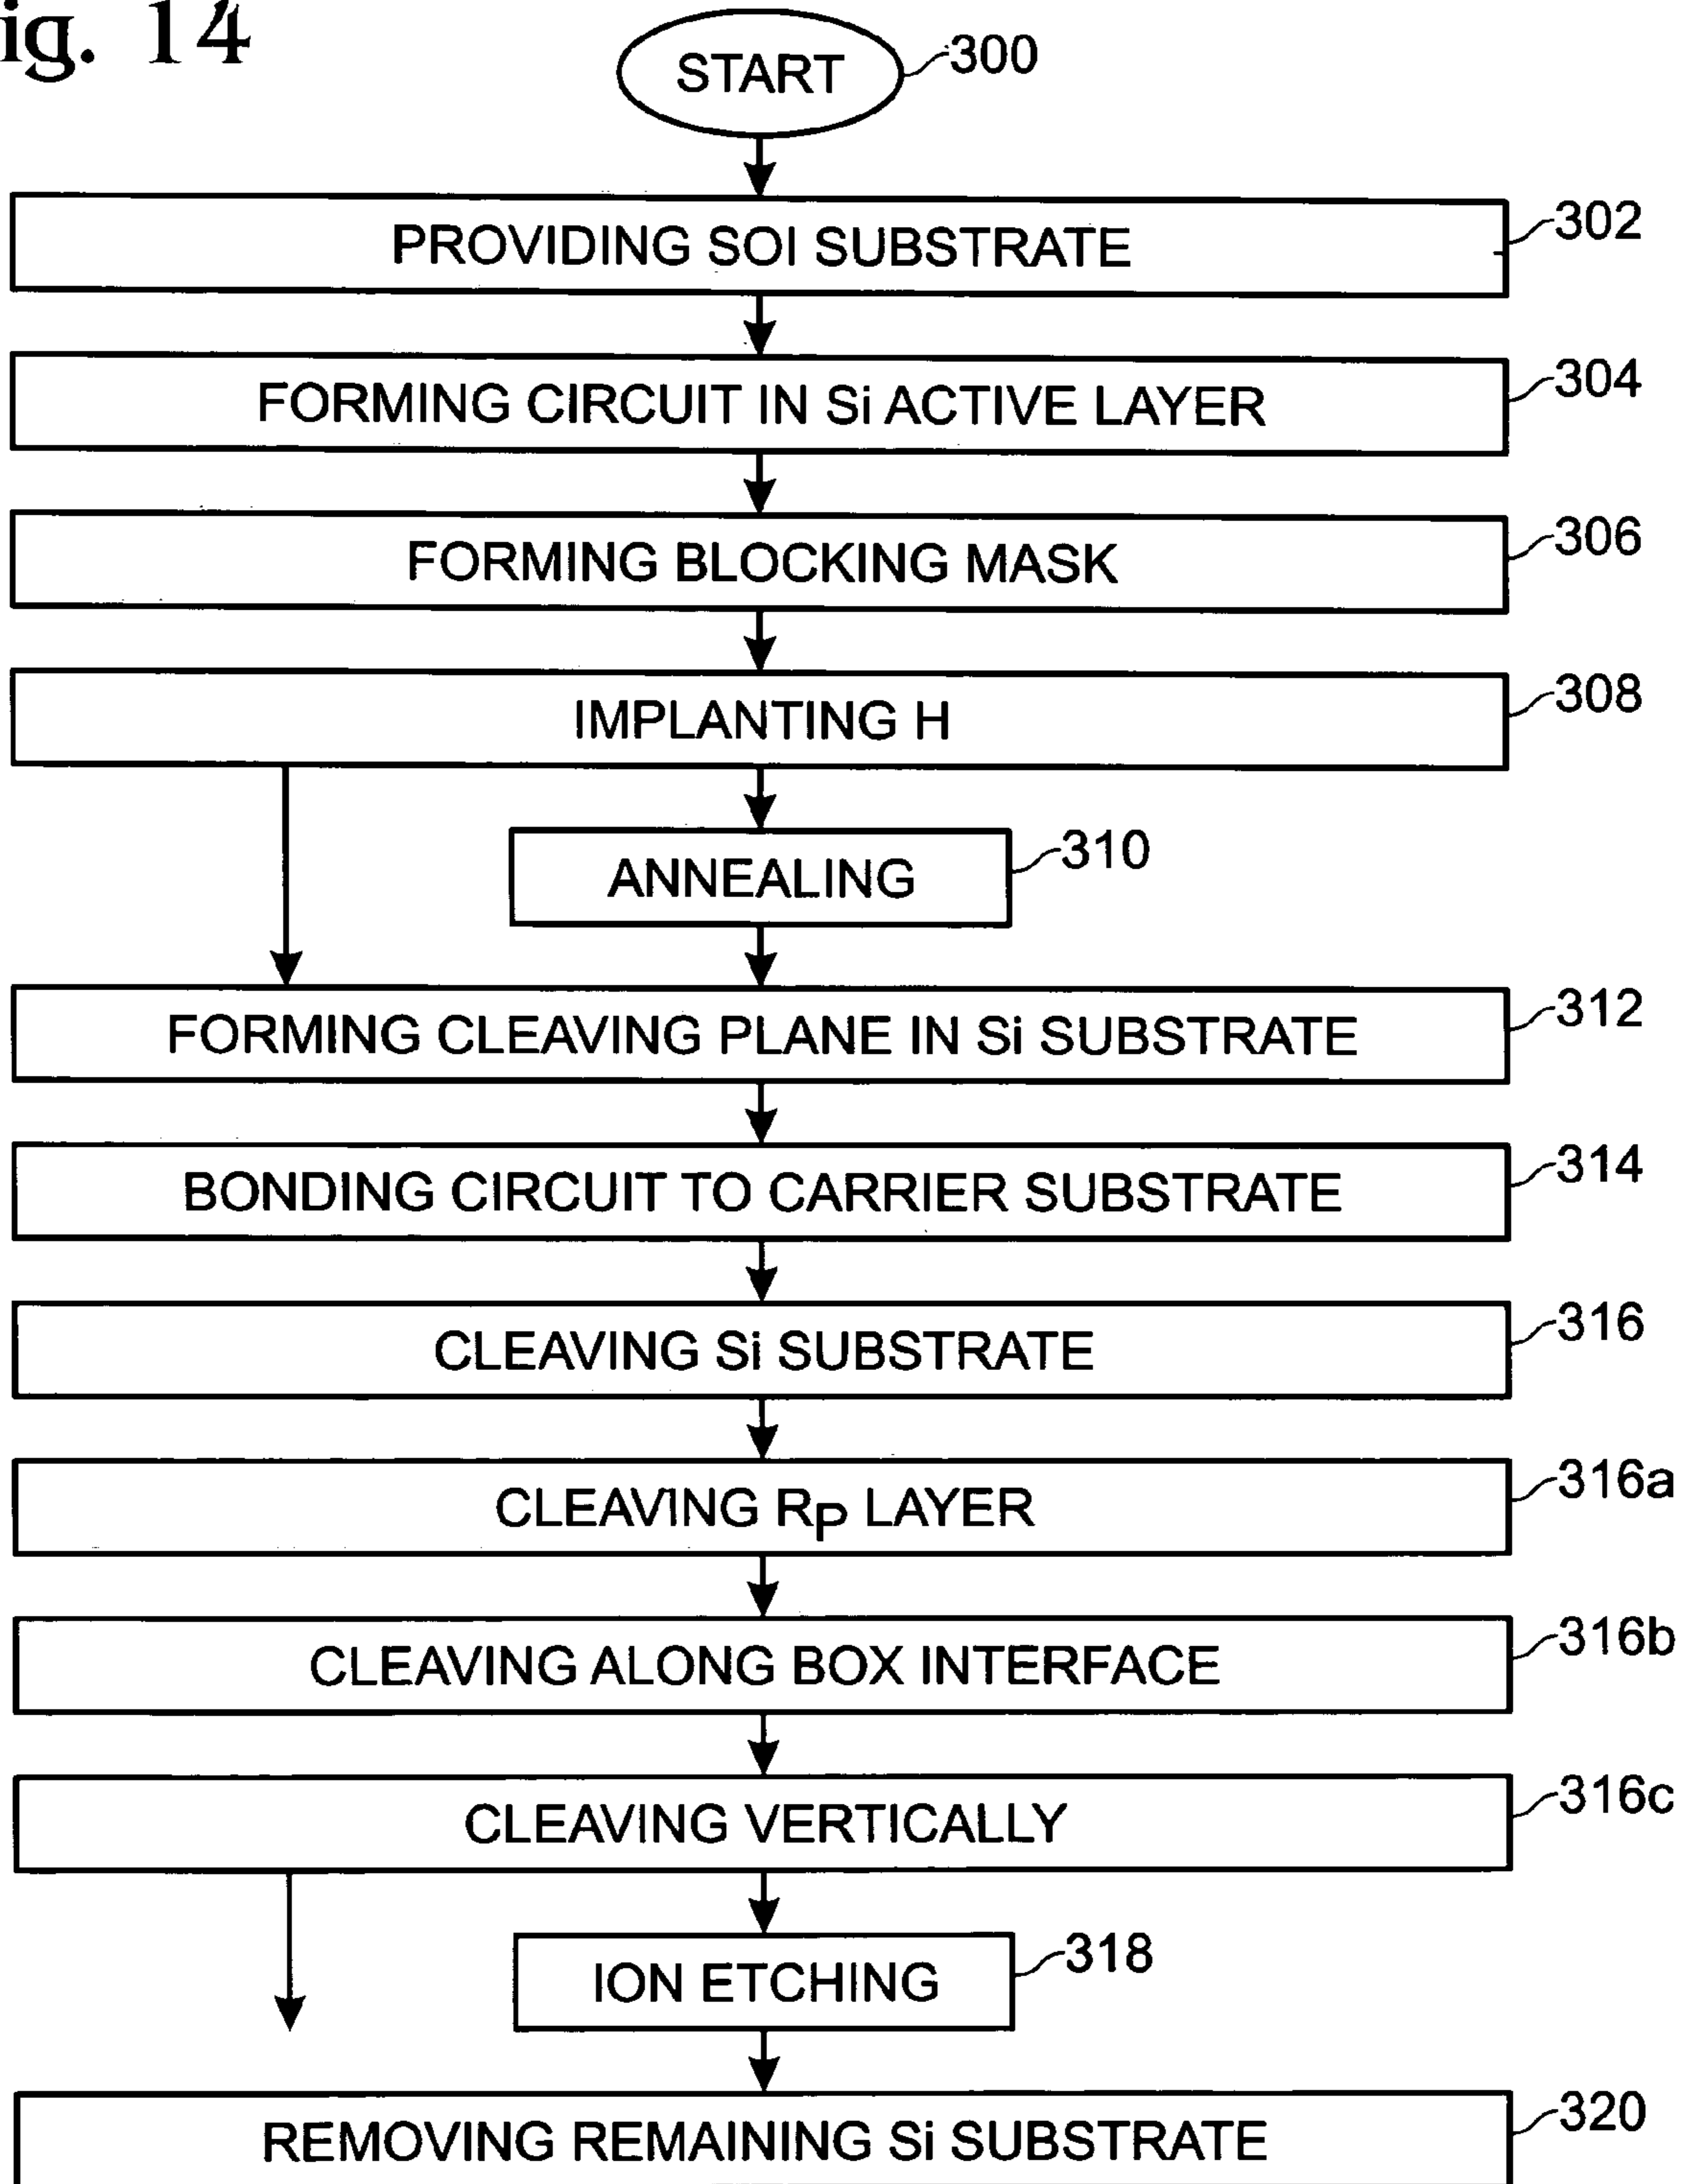 ig. 14
START
300
PROVIDING SOI SUBSTRATE
302
FORMING CIRCUIT IN Si ACTIVE LAYER
304
FORMING BLOCKING MASK
306
IMPLANTING H
308
ANNEALING
310
FORMING CLEAVING PLANE IN Si SUBSTRATE
312
BONDING CIRCUIT TO CARRIER SUBSTRATE
314
CLEAVING Si SUBSTRATE
316
CLEAVING Rp LAYER
316a
CLEAVING ALONG BOX INTERFACE
316b
CLEAVING VERTICALLY
316c
ION ETCHING
318
REMOVING REMAINING Si SUBSTRATE
320